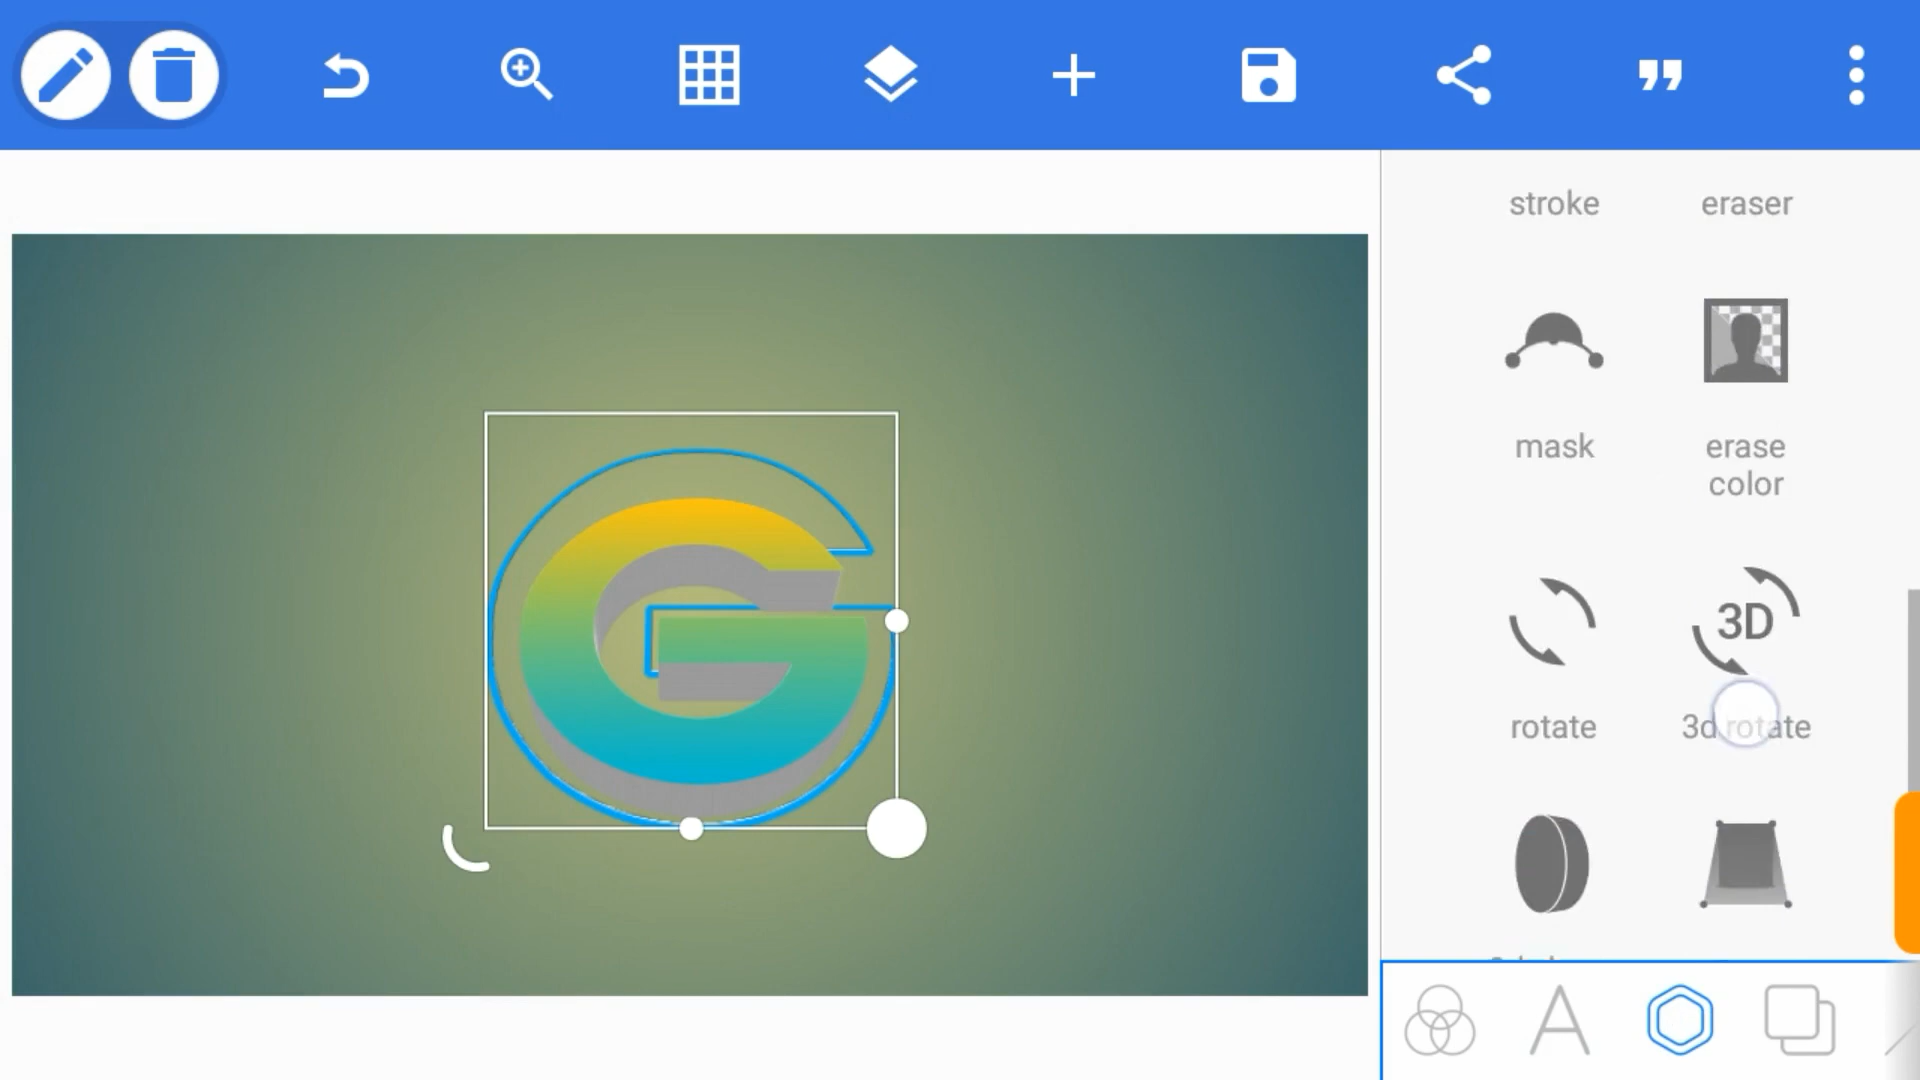 stroke
eraser
mask
erase
color
3D
rotate
3d rotate
G